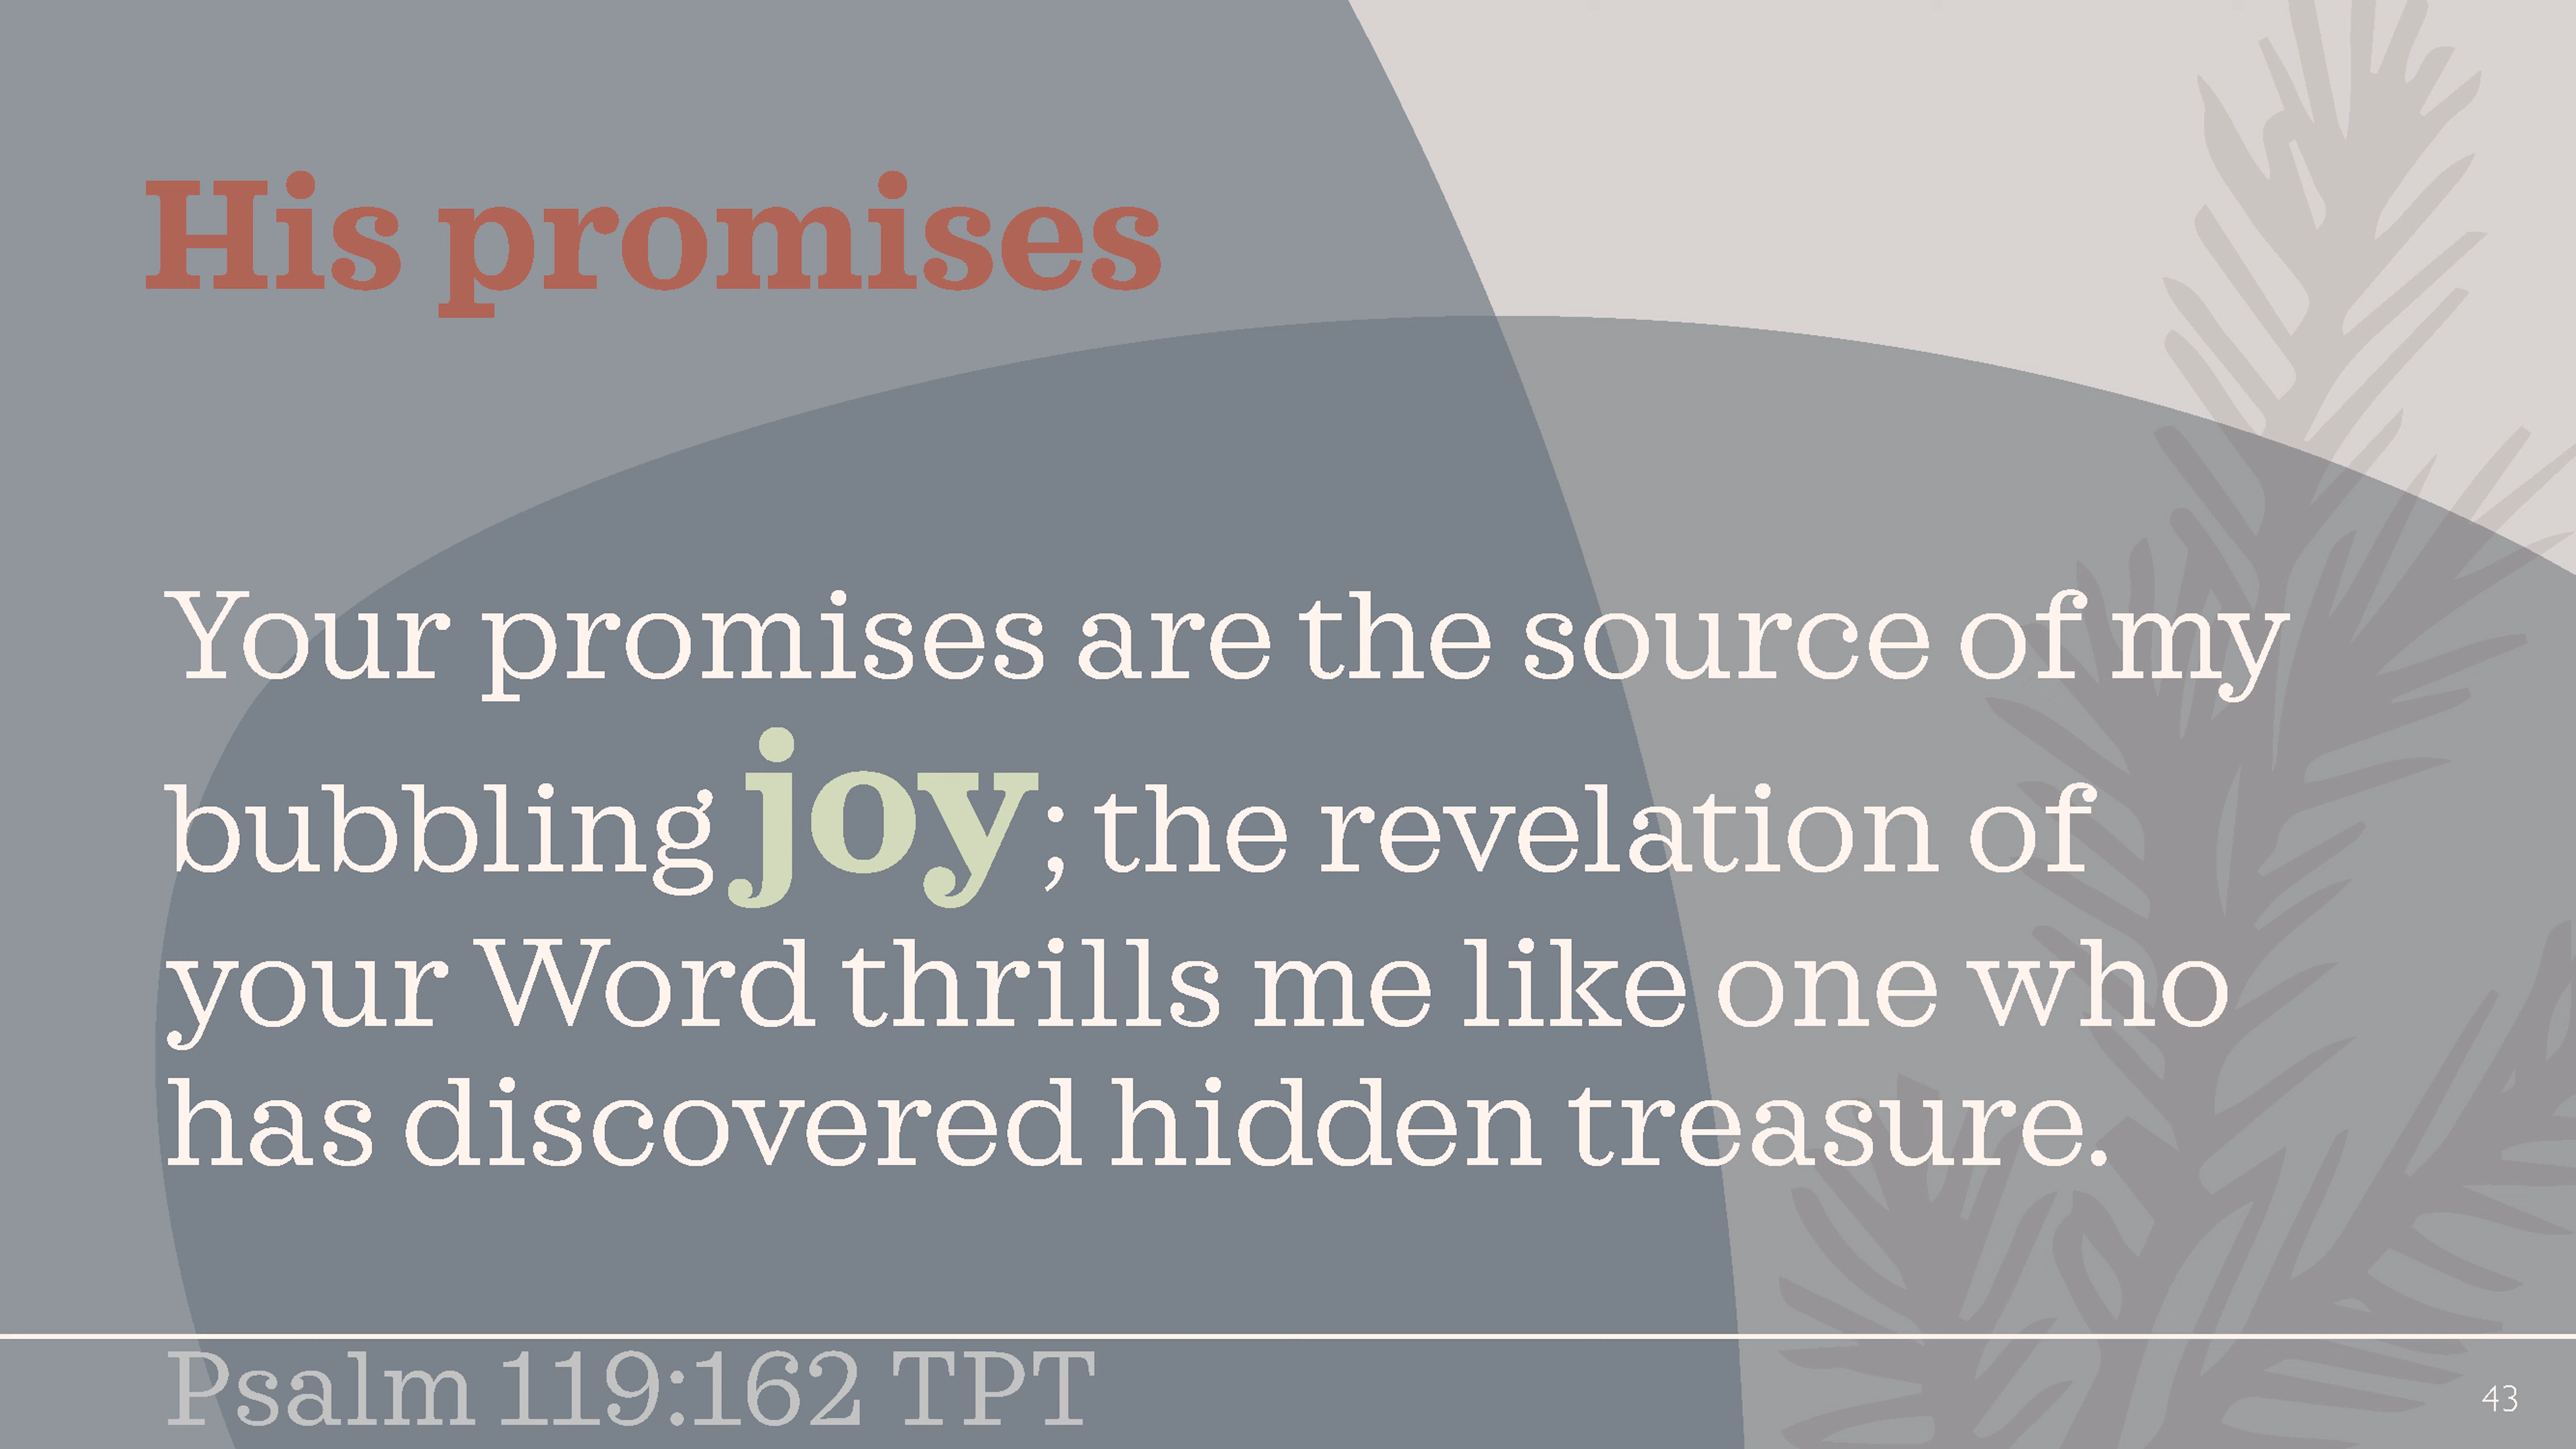 His promises
Your promises are the source of my
bubbling joy; the revelation of
your Word thrills me like one who
has discovered hidden treasure.
Psalm 119:162 TPT
43